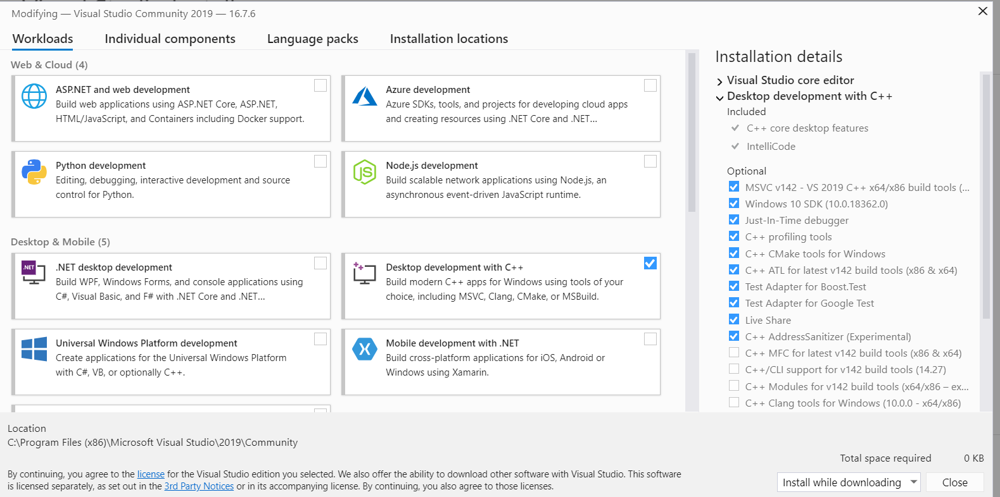 Modifying — Visual Studio Community 2019 — 16.7.6
Workloads
Individual components
Language packs
Installation locations
Web & Cloud (4)
ASP.NET and web development
Build web applications using ASP.NET Core, ASP.NET,
HTML/JavaScript, and Containers including Docker support.
Azure development
Azure SDKs, tools, and projects for developing cloud apps
and creating resources using .NET Core and .NET...
Python development
Editing, debugging, interactive development and source
control for Python.
Node.js development
Build scalable network applications using Node.js, an
asynchronous event-driven JavaScript runtime.
Desktop & Mobile (5)
.NET
.NET desktop development
Build WPF, Windows Forms, and console applications using
C#, Visual Basic, and F# with .NET Core and .NET...
Desktop development with C++
Build modern C++ apps for Windows using tools of your
choice, including MSVC, Clang, CMake, or MSBuild.
Universal Windows Platform development
Create applications for the Universal Windows Platform
with C#, VB, or optionally C++.
Mobile development with .NET
Build cross-platform applications for iOS, Android or
Windows using Xamarin.
Installation details
Visual Studio core editor
Desktop development with C++
Included
C++ core desktop features
IntelliCode
Optional
MSVC v142 - VS 2019 C++ x64/x86 build tools (...
Windows 10 SDK (10.0.18362.0)
Just-In-Time debugger
C++ profiling tools
C++ CMake tools for Windows
C++ ATL for latest v142 build tools (x86 & x64)
Test Adapter for Boost.Test
Test Adapter for Google Test
Live Share
C++ AddressSanitizer (Experimental)
C++ MFC for latest v142 build tools (x86 & x64)
C++/CLI support for v142 build tools (14.27)
C++ Modules for v142 build tools (x64/x86 – ex...
C++ Clang tools for Windows (10.0.0 - x64/x86)
Location
C:\Program Files (x86)\Microsoft Visual Studio\2019\Community
Total space required 0 KB
By continuing, you agree to the license for the Visual Studio edition you selected. We also offer the ability to download other software with Visual Studio. This software
is licensed separately, as set out in the 3rd Party Notices or in its accompanying license. By continuing, you also agree to those licenses.
Install while downloading
Close